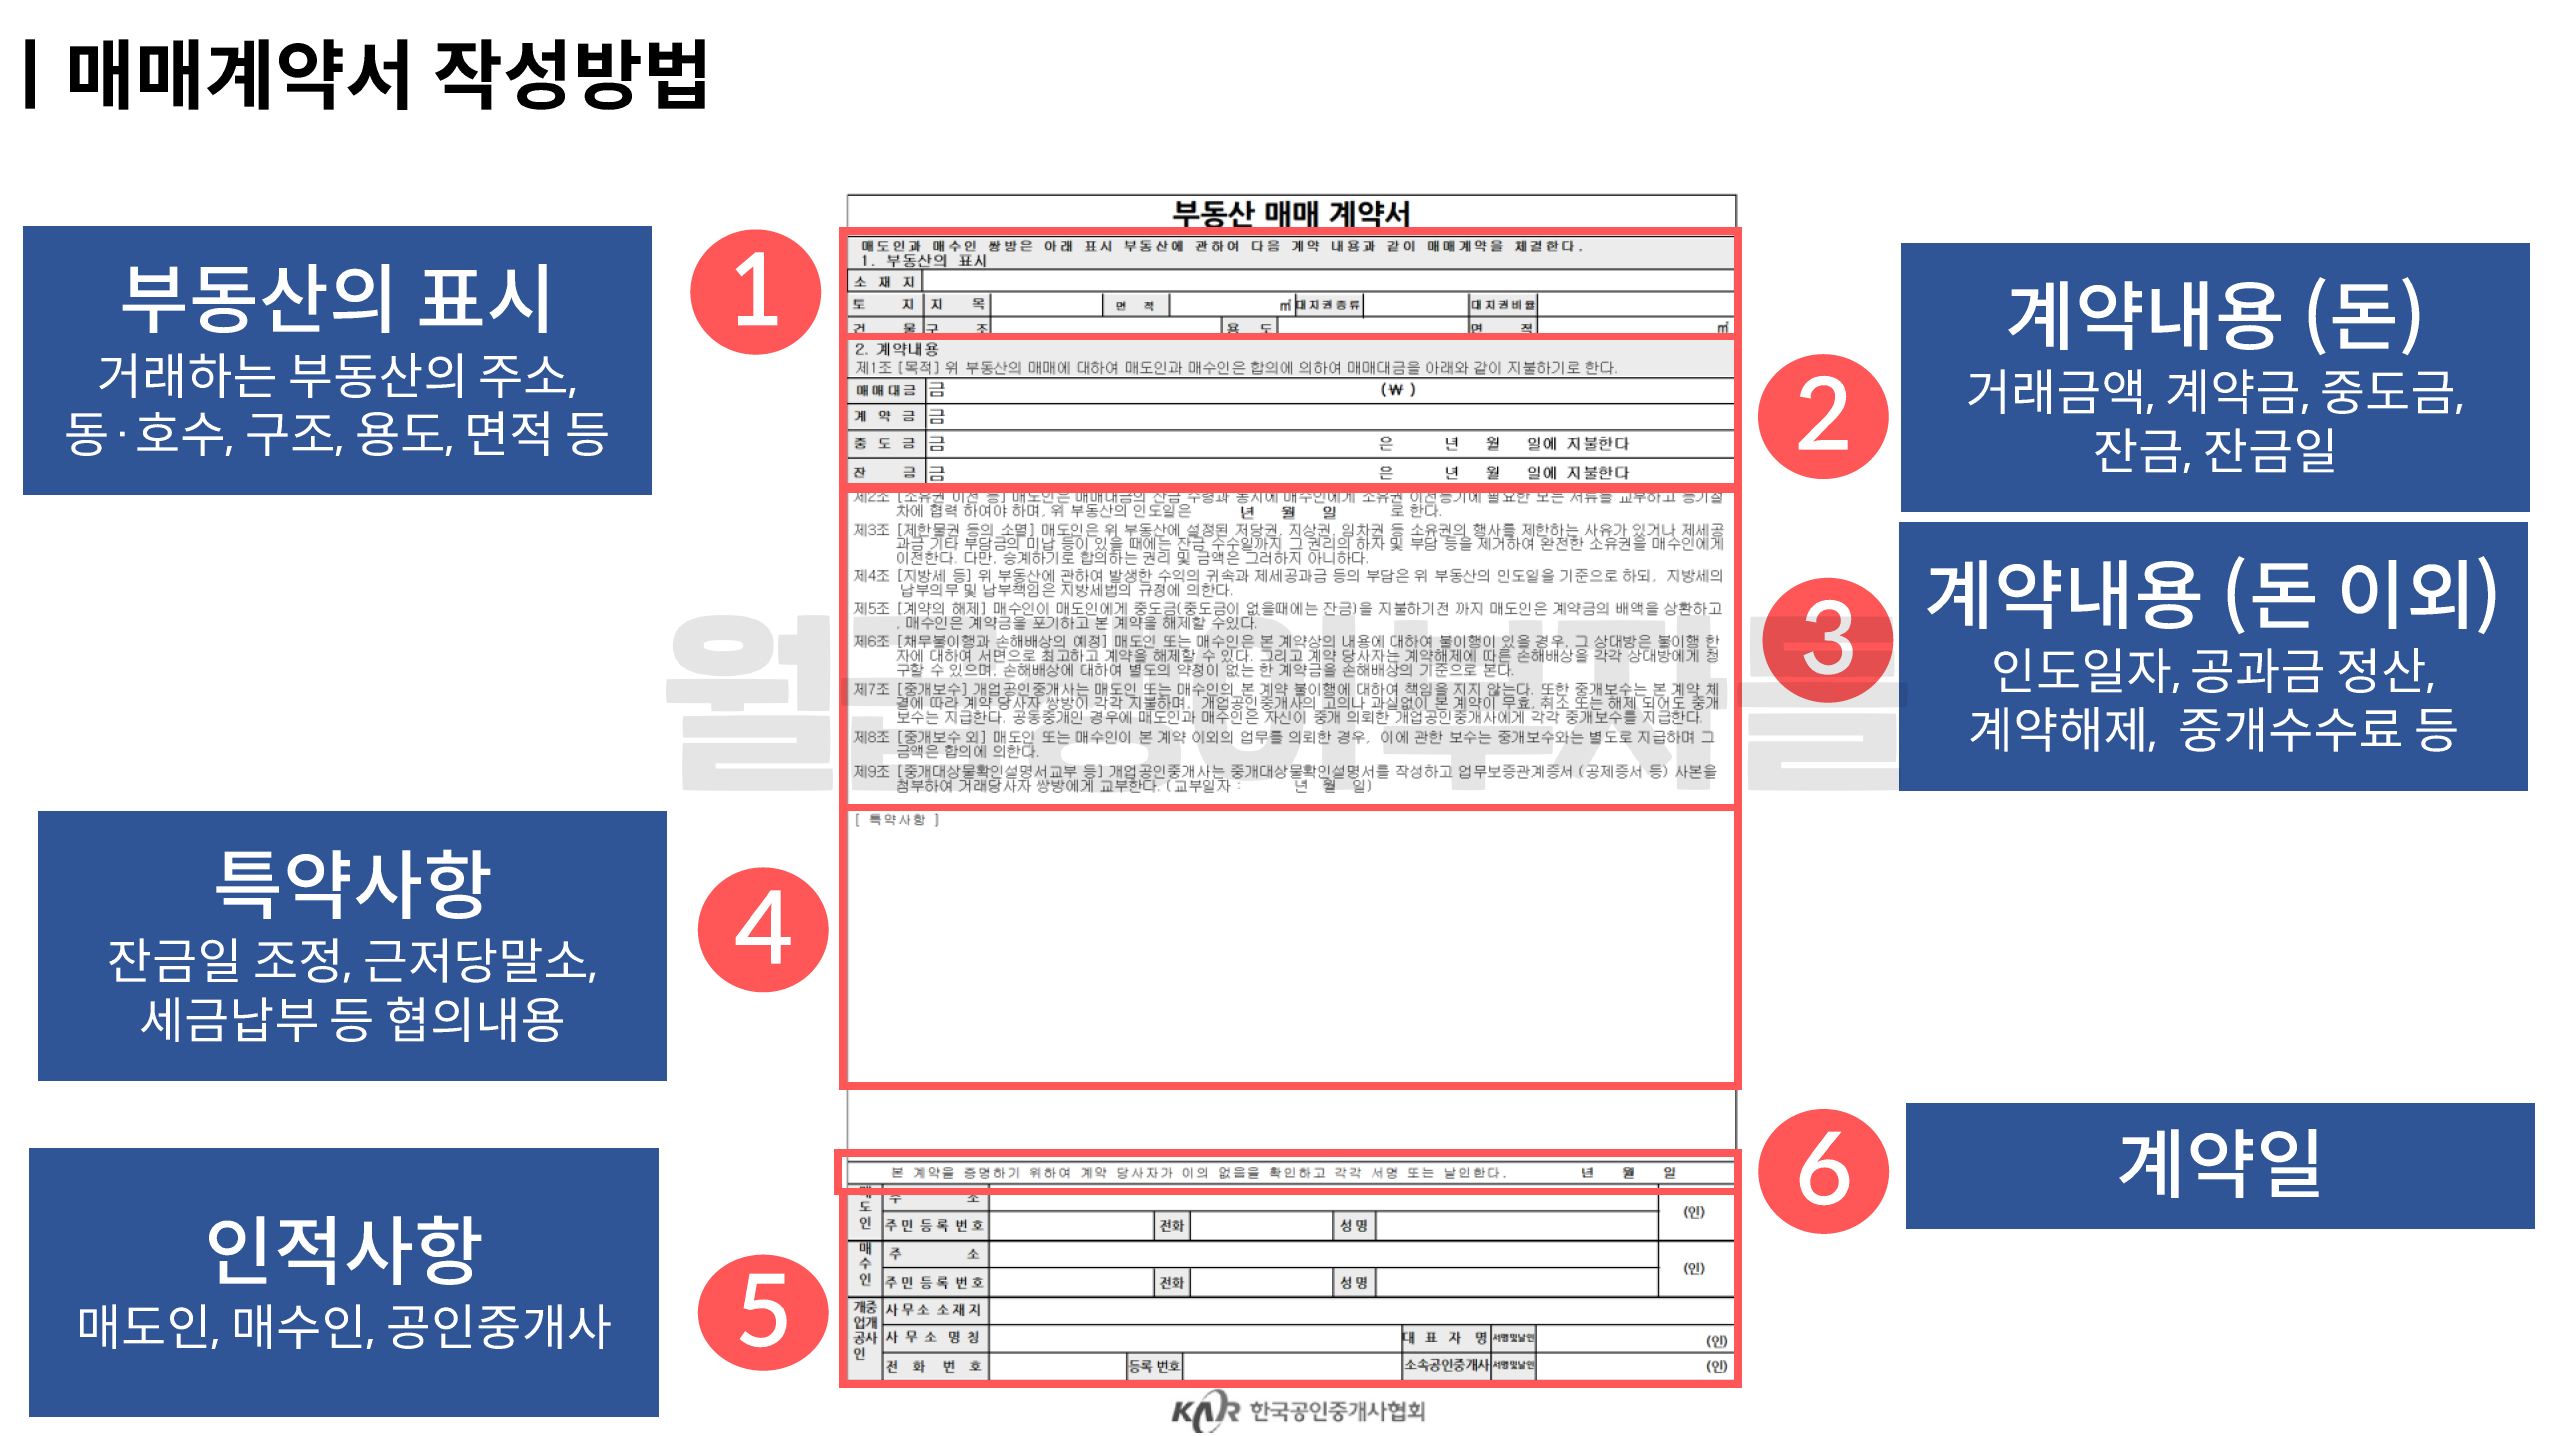 | 매매계약서 작성방법
부동산의 표시
거래하는 부동산의 주소,
동 · 호수, 구조, 용도, 면적 등
1
부동산 매매 계약서
매도인과 매수인 쌍방은 아래 표시 부동산에 관하여 다음 계약 내용과 같이 매매계약을 체결한다.
1. 부동산의 표시
소 재 지
토 지 지 목 면 적 ㎡ 대지권종류 대지권비율
건 물 구 조 용 도 면 적 ㎡
2. 계약내용
제1조 [목적] 위 부동산의 매매에 대하여 매도인과 매수인은 합의에 의하여 매매대금을 아래와 같이 지불하기로 한다.
매매대금 금 (₩ )
계 약 금 금
중 도 금 금 은 년 월 일에 지불한다
잔 금 금 은 년 월 일에 지불한다
2
계약내용 (돈)
거래금액, 계약금, 중도금,
잔금, 잔금일
제2조 [소유권 이전 등] 매도인은 매매대금의 잔금 수령과 동시에 매수인에게 소유권 이전등기에 필요한 모든 서류를 교부하고 등기절
차에 협력 하여야 하며, 위 부동산의 인도일은 년 월 일 로 한다.
제3조 [제한물권 등의 소멸] 매도인은 위 부동산에 설정된 저당권, 지상권, 임차권 등 소유권의 행사를 제한하는 사유가 있거나 제세공
과금 기타 부담금의 미납 등이 있을 때에는 잔금 수수일까지 그 권리의 하자 및 부담 등을 제거하여 완전한 소유권을 매수인에게
이전한다. 다만, 승계하기로 합의하는 권리 및 금액은 그러하지 아니하다.
제4조 [지방세 등] 위 부동산에 관하여 발생한 수익의 귀속과 제세공과금 등의 부담은 위 부동산의 인도일을 기준으로 하되, 지방세의
납부의무 및 납부책임은 지방세법의 규정에 의한다.
제5조 [계약의 해제] 매수인이 매도인에게 중도금(중도금이 없을때에는 잔금)을 지불하기전 까지 매도인은 계약금의 배액을 상환하고
, 매수인은 계약금을 포기하고 본 계약을 해제할 수있다.
제6조 [채무불이행과 손해배상의 예정] 매도인 또는 매수인은 본 계약상의 내용에 대하여 불이행이 있을 경우, 그 상대방은 불이행 한
자에 대하여 서면으로 최고하고 계약을 해제할 수 있다. 그리고 계약 당사자는 계약해제에 따른 손해배상을 각각 상대방에게 청
구할 수 있으며, 손해배상에 대하여 별도의 약정이 없는 한 계약금을 손해배상의 기준으로 본다.
제7조 [중개보수] 개업공인중개사는 매도인 또는 매수인의 본 계약 불이행에 대하여 책임을 지지 않는다. 또한 중개보수는 본 계약 체
결에 따라 계약 당사자 쌍방이 각각 지불하며, 개업공인중개사의 고의나 과실없이 본 계약이 무효, 취소 또는 해제 되어도 중개
보수는 지급한다. 공동중개인 경우에 매도인과 매수인은 자신이 중개 의뢰한 개업공인중개사에게 각각 중개보수를 지급한다.
제8조 [중개보수 외] 매도인 또는 매수인이 본 계약 이외의 업무를 의뢰한 경우, 이에 관한 보수는 중개보수와는 별도로 지급하며 그
금액은 합의에 의한다.
제9조 [중개대상물확인설명서교부 등] 개업공인중개사는 중개대상물확인설명서를 작성하고 업무보증관계증서 (공제증서 등) 사본을
첨부하여 거래당사자 쌍방에게 교부한다. (교부일자 : 년 월 일)
3
계약내용 (돈 이외)
인도일자, 공과금 정산,
계약해제, 중개수수료 등
월급쟁이부자들
특약사항
잔금일 조정, 근저당말소,
세금납부 등 협의내용
4
[ 특약사항 ]
본 계약을 증명하기 위하여 계약 당사자가 이의 없음을 확인하고 각각 서명 또는 날인한다. 년 월 일
6
계약일
인적사항
매도인, 매수인, 공인중개사
5
매도인 주 소 (인)
주민등록번호 전화 성명
매수인 주 소 (인)
주민등록번호 전화 성명
개업공인중개사 사무소 소재지
사 무 소 명 칭 대 표 자 명 서명및날인 (인)
전 화 번 호 등록 번호 소속공인중개사 서명및날인 (인)
KAR 한국공인중개사협회